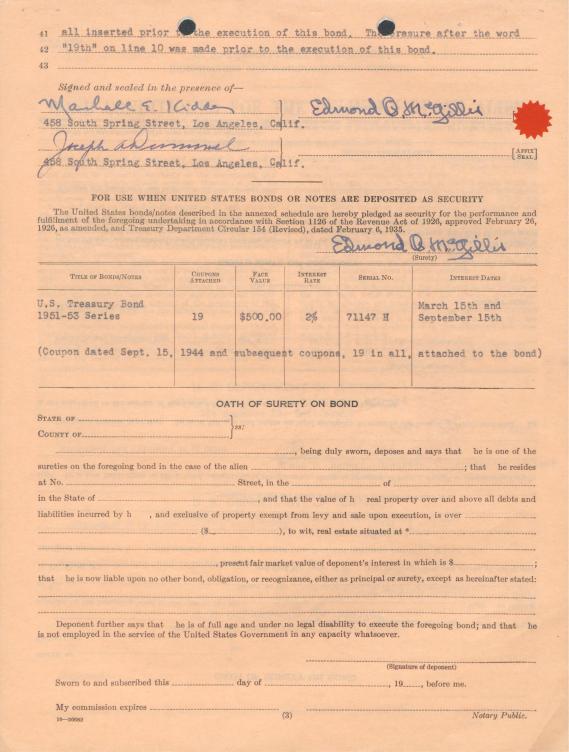 41 all inserted prior to the execution of this bond. The erasure after the word
42 "19th" on line 10 was made prior to the execution of this bond.
43
Signed and sealed in the presence of—
Edmond B McGillis
458 South Spring Street, Los Angeles, Calif.
Joseph
458 South Spring Street, Los Angeles, Calif.
[AFFIX SEAL]
FOR USE WHEN UNITED STATES BONDS OR NOTES ARE DEPOSITED AS SECURITY
The United States bonds/notes described in the annexed schedule are hereby pledged as security for the performance and
fulfillment of the foregoing undertaking in accordance with Section 1126 of the Revenue Act of 1926, approved February 26,
1926, as amended, and Treasury Department Circular 154 (Revised), dated February 6, 1935.
Edmond B McGillis
(Surety)
TITLE OF BONDS/NOTES COUPONS ATTACHED FACE VALUE INTEREST RATE SERIAL NO. INTEREST DATES
U.S. Treasury Bond March 15th and
1951-53 Series 19 $500.00 2% 71147 H September 15th
(Coupon dated Sept. 15, 1944 and subsequent coupons, 19 in all, attached to the bond)
OATH OF SURETY ON BOND
STATE OF
COUNTY OF ss:
, being duly sworn, deposes and says that he is one of the
sureties on the foregoing bond in the case of the alien ; that he resides
at No. Street, in the of
in the State of , and that the value of h real property over and above all debts and
liabilities incurred by h , and exclusive of property exempt from levy and sale upon execution, is over
($ ), to wit, real estate situated at *
, present fair market value of deponent's interest in which is $ ;
that he is now liable upon no other bond, obligation, or recognizance, either as principal or surety, except as hereinafter stated:
Deponent further says that he is of full age and under no legal disability to execute the foregoing bond; and that he
is not employed in the service of the United States Government in any capacity whatsoever.
(Signature of deponent)
Sworn to and subscribed this day of , 19 , before me.
My commission expires
(3) Notary Public.